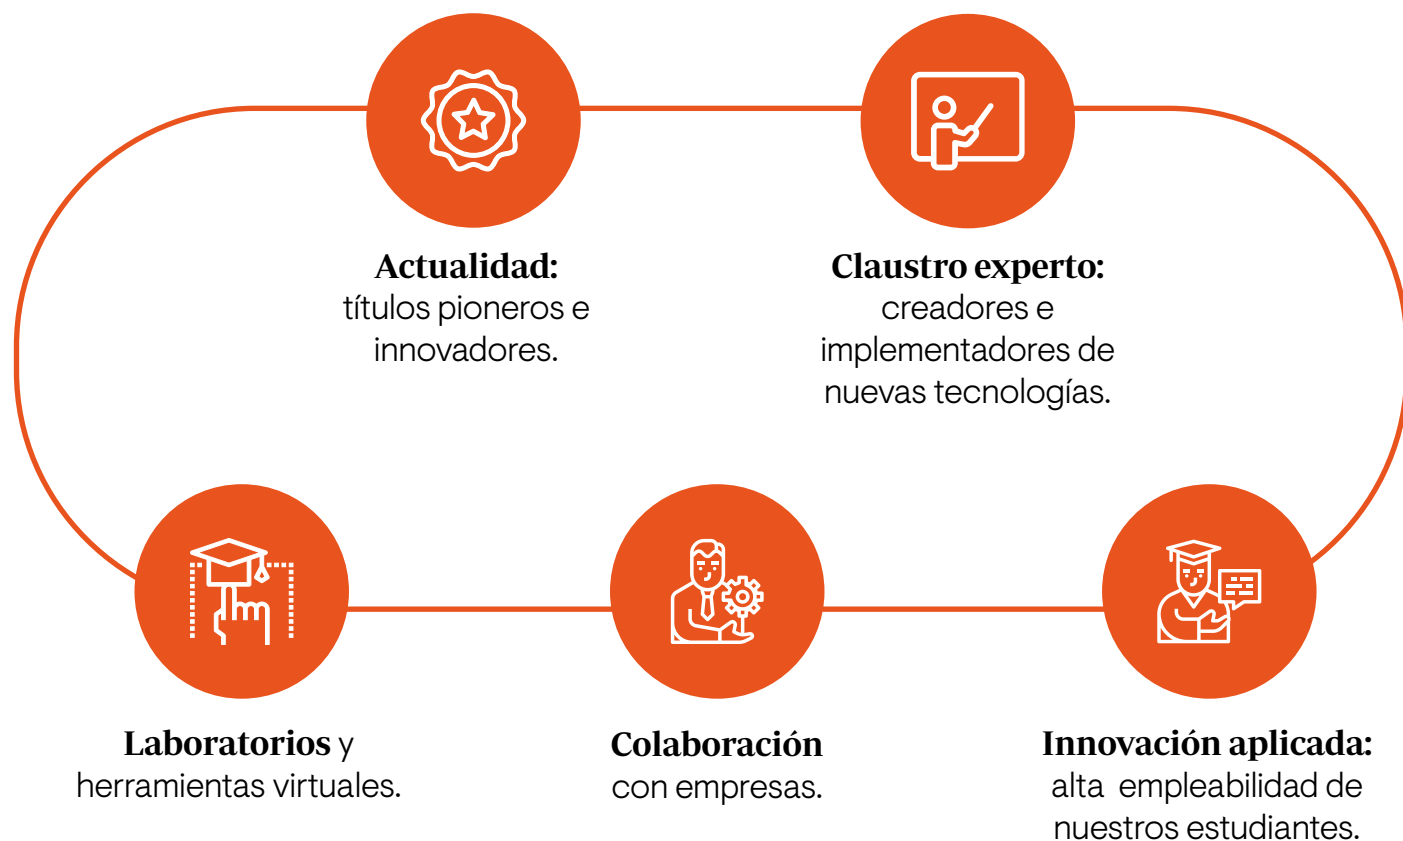 Actualidad:
títulos pioneros e
innovadores.
Claustro experto:
creadores e
implementadores de
nuevas tecnologías.
Laboratorios y
herramientas virtuales.
Colaboración
con empresas.
Innovación aplicada:
alta empleabilidad de
nuestros estudiantes.